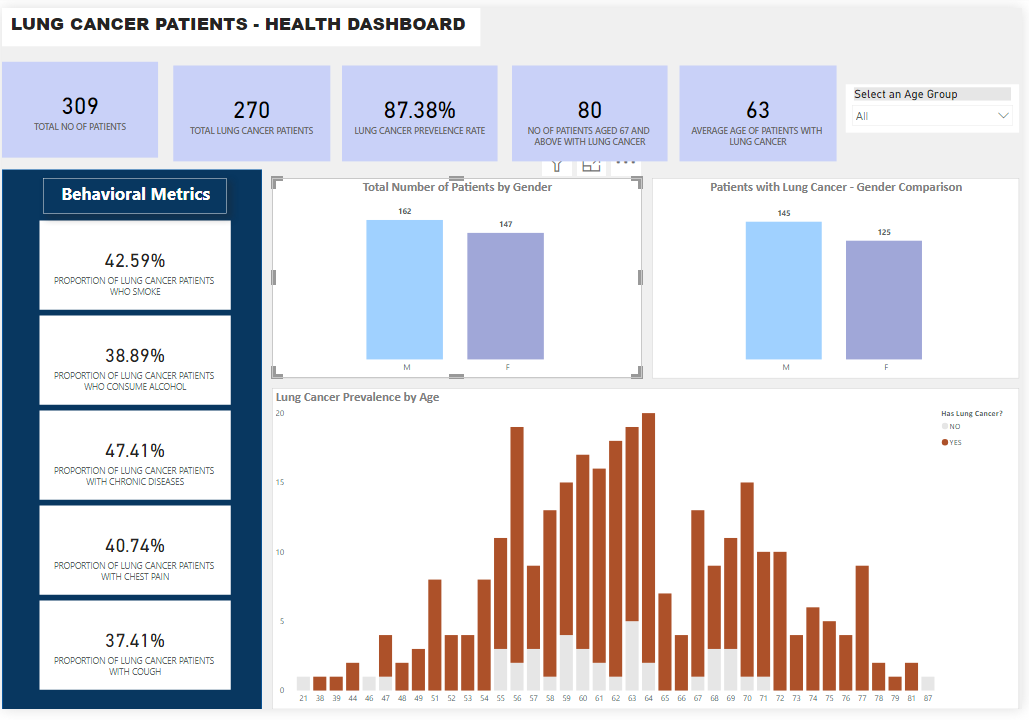 LUNG CANCER PATIENTS - HEALTH DASHBOARD
309
TOTAL NO OF PATIENTS
270
TOTAL LUNG CANCER PATIENTS
87.38%
LUNG CANCER PREVELENCE RATE
80
NO OF PATIENTS AGED 67 AND
ABOVE WITH LUNG CANCER
63
AVERAGE AGE OF PATIENTS WITH
LUNG CANCER
Select an Age Group
All
Behavioral Metrics
42.59%
PROPORTION OF LUNG CANCER PATIENTS
WHO SMOKE
38.89%
PROPORTION OF LUNG CANCER PATIENTS
WHO CONSUME ALCOHOL
47.41%
PROPORTION OF LUNG CANCER PATIENTS
WITH CHRONIC DISEASES
40.74%
PROPORTION OF LUNG CANCER PATIENTS
WITH CHEST PAIN
37.41%
PROPORTION OF LUNG CANCER PATIENTS
WITH COUGH
Total Number of Patients by Gender
162
147
M F
Patients with Lung Cancer - Gender Comparison
145
125
M F
Lung Cancer Prevalence by Age
20
15
10
5
0
21 38 39 44 46 47 48 49 51 52 53 54 55 56 57 58 59 60 61 62 63 64 65 66 67 68 69 70 71 72 73 74 75 76 77 78 79 81 87
Has Lung Cancer?
NO
YES